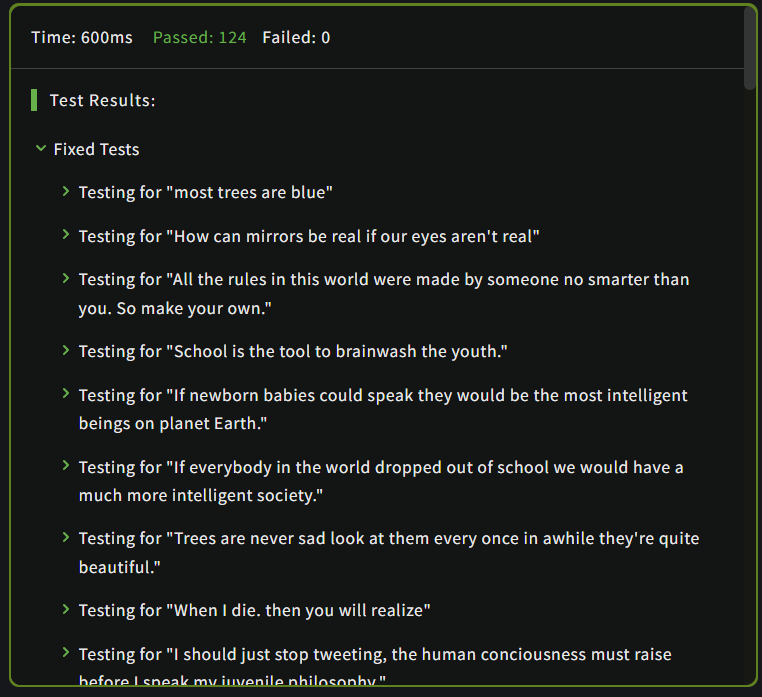 Time: 600ms Passed: 124 Failed: 0
Test Results:
Fixed Tests
Testing for "most trees are blue"
Testing for "How can mirrors be real if our eyes aren't real"
Testing for "All the rules in this world were made by someone no smarter than
you. So make your own."
Testing for "School is the tool to brainwash the youth."
Testing for "If newborn babies could speak they would be the most intelligent
beings on planet Earth."
Testing for "If everybody in the world dropped out of school we would have a
much more intelligent society."
Testing for "Trees are never sad look at them every once in awhile they're quite
beautiful."
Testing for "When I die. then you will realize"
Testing for "I should just stop tweeting, the human conciousness must raise
before I speak my juvenile philosophy."